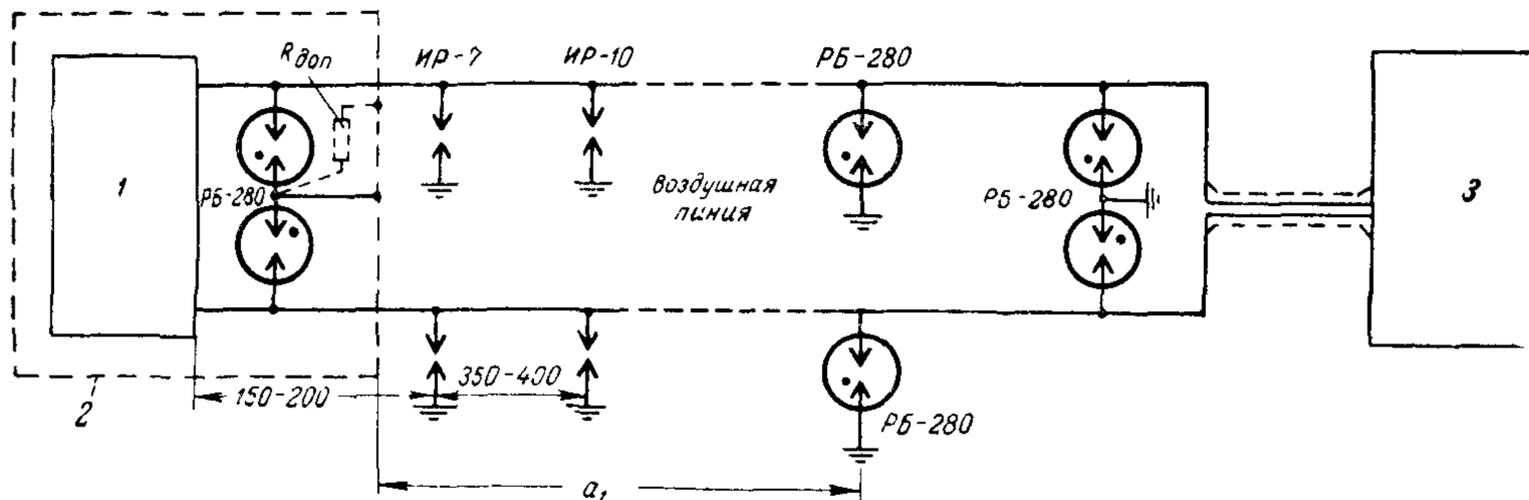 R доп
ИР-7
ИР-10
РБ-280
1
РБ-280
Воздушная
линия
РБ-280
3
2
150-200
350-400
РБ-280
a₁